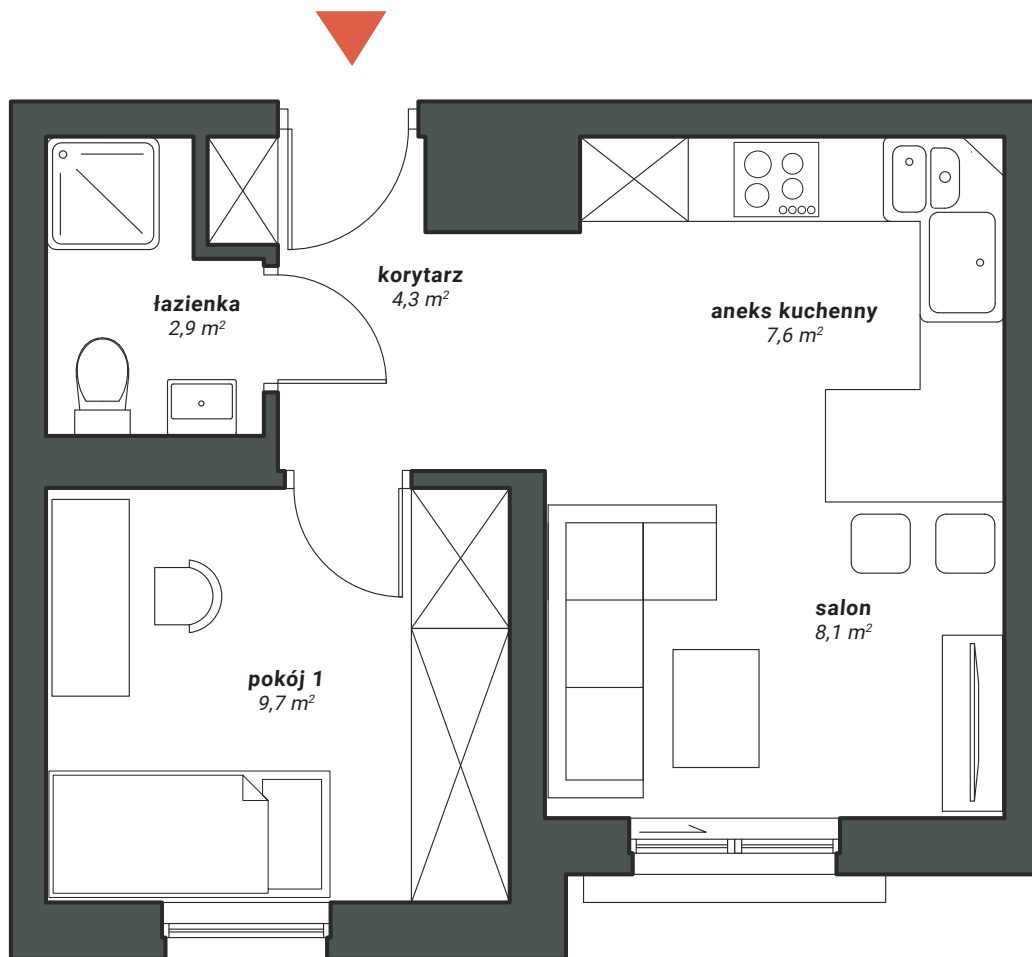 korytarz
4,3 m²
łazienka
2,9 m²
aneks kuchenny
7,6 m²
salon
8,1 m²
pokój 1
9,7 m²